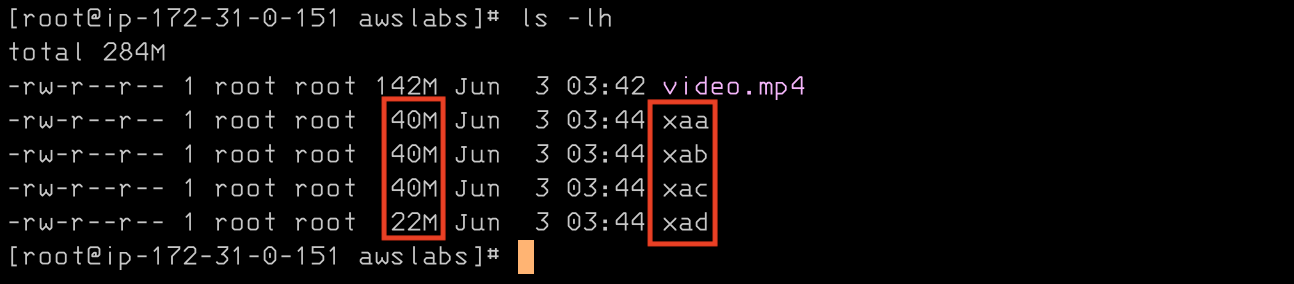 [root@ip-172-31-0-151 awslabs]# ls -lh
total 284M
-rw-r--r-- 1 root root 142M Jun  3 03:42 video.mp4
-rw-r--r-- 1 root root  40M Jun  3 03:44 xaa
-rw-r--r-- 1 root root  40M Jun  3 03:44 xab
-rw-r--r-- 1 root root  40M Jun  3 03:44 xac
-rw-r--r-- 1 root root  22M Jun  3 03:44 xad
[root@ip-172-31-0-151 awslabs]#